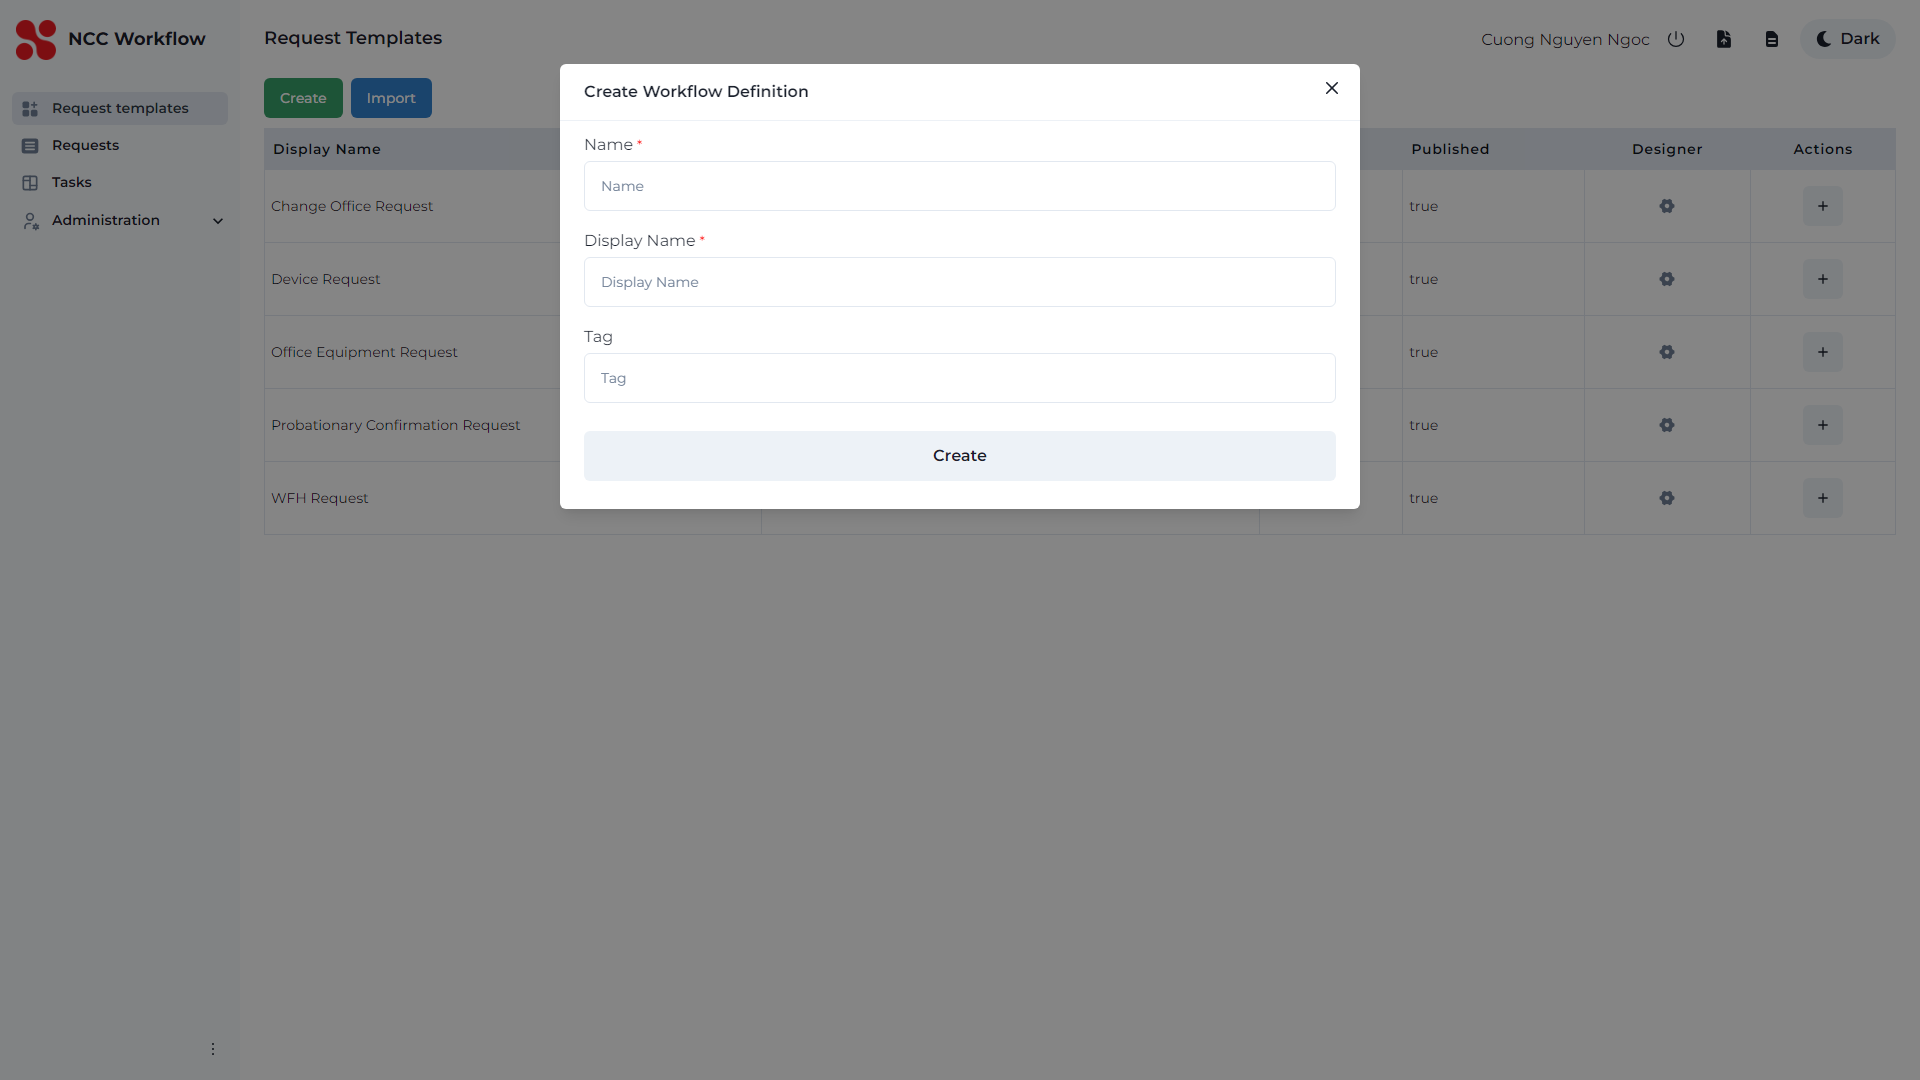 NCC Workflow
Request templates
Requests
Tasks
Administration
Request Templates
Cuong Nguyen Ngoc
Dark
Create
Import
Display Name
Published
Designer
Actions
Change Office Request
true
Device Request
true
Office Equipment Request
true
Probationary Confirmation Request
true
WFH Request
true
Create Workflow Definition
Name *
Name
Display Name *
Display Name
Tag
Tag
Create